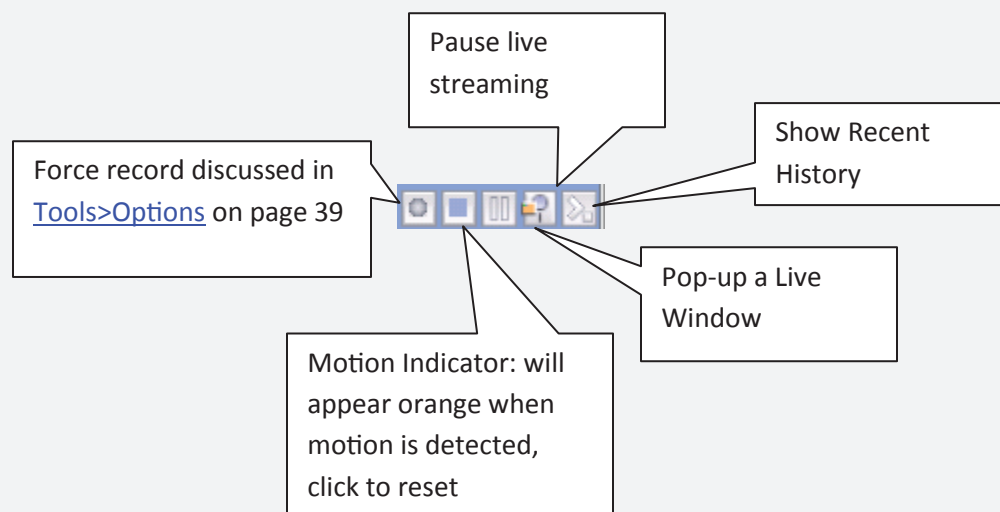 Pause live
streaming
Show Recent
History
Force record discussed in
Tools>Options on page 39
Pop-up a Live
Window
Motion Indicator: will
appear orange when
motion is detected,
click to reset